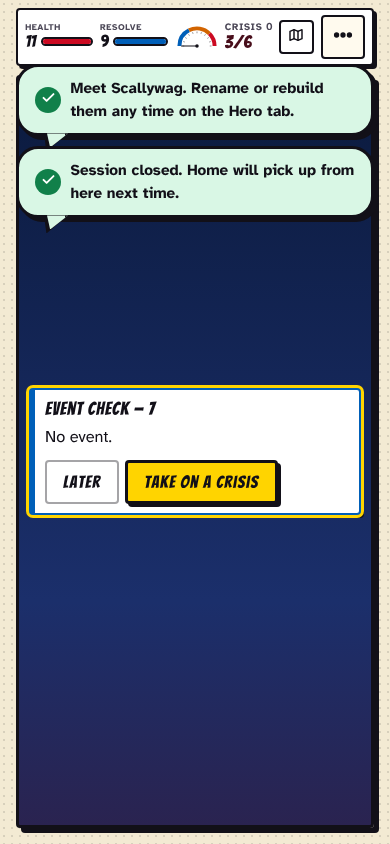 HEALTH
11
RESOLVE
9
CRISIS 0
3/6
Meet Scallywag. Rename or rebuild
them any time on the Hero tab.
Session closed. Home will pick up from
here next time.
EVENT CHECK – 7
No event.
LATER
TAKE ON A CRISIS